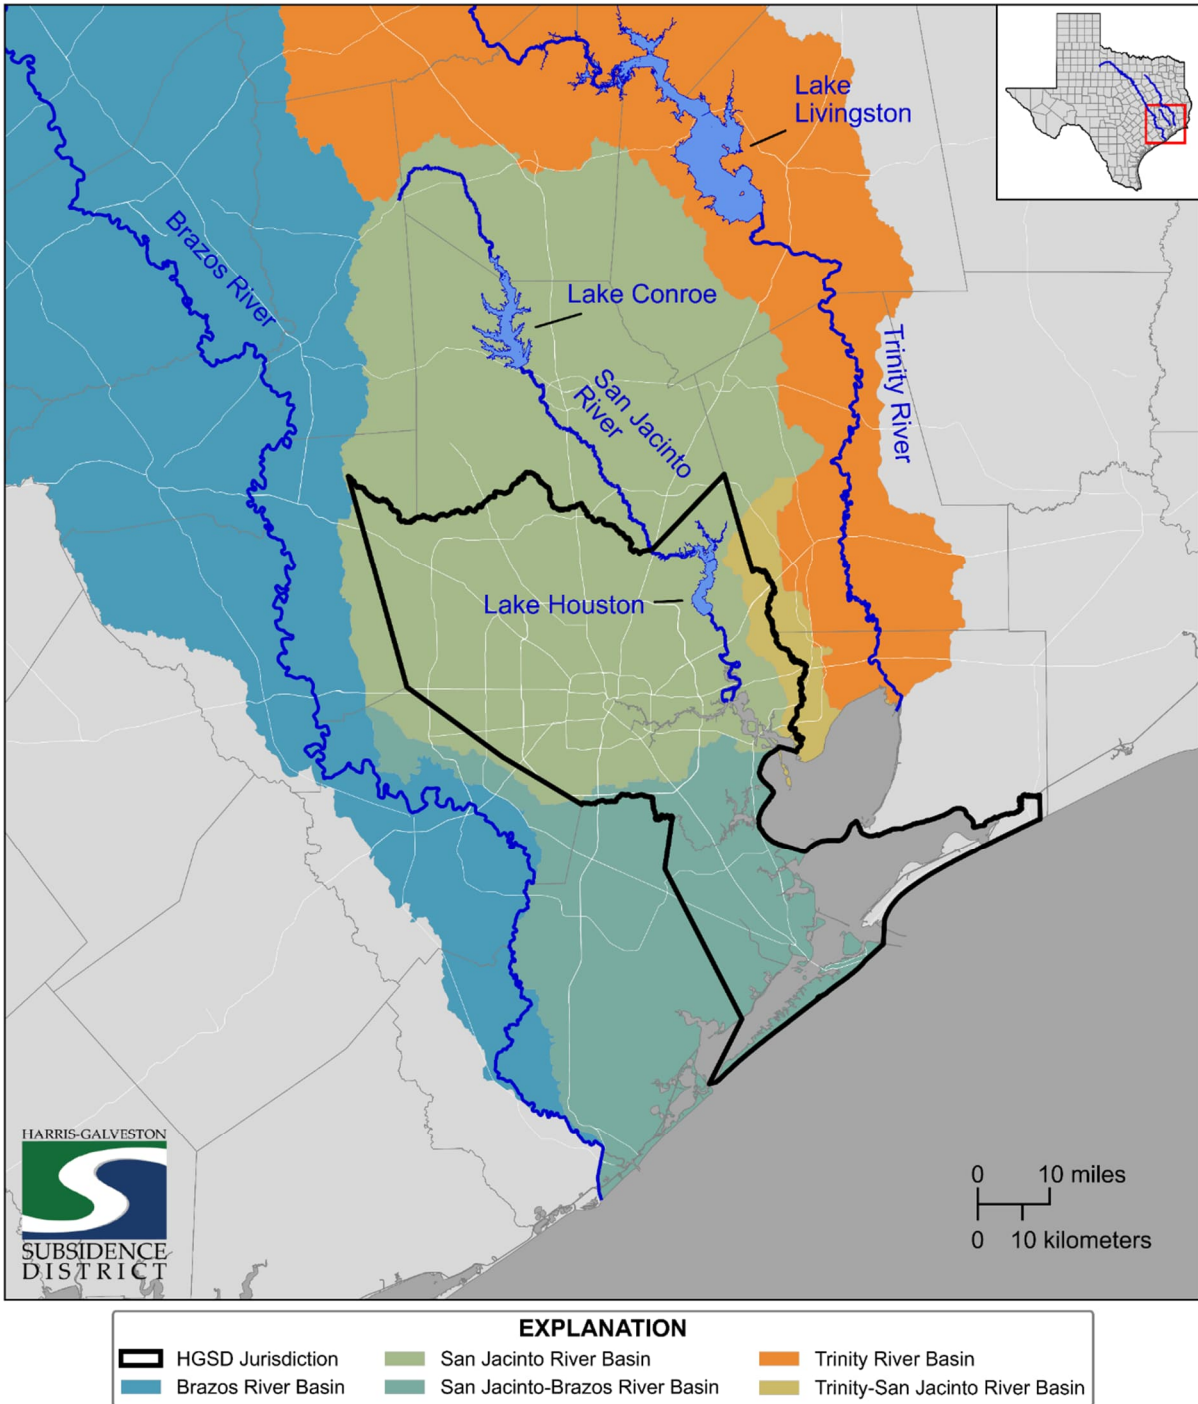 Lake
Livingston
Brazos River
Lake Conroe
Trinity River
San Jacinto
River
Lake Houston
HARRIS-GALVESTON
SUBSIDENCE
DISTRICT
0 10 miles
0 10 kilometers
EXPLANATION
HGSD Jurisdiction
San Jacinto River Basin
Trinity River Basin
Brazos River Basin
San Jacinto-Brazos River Basin
Trinity-San Jacinto River Basin